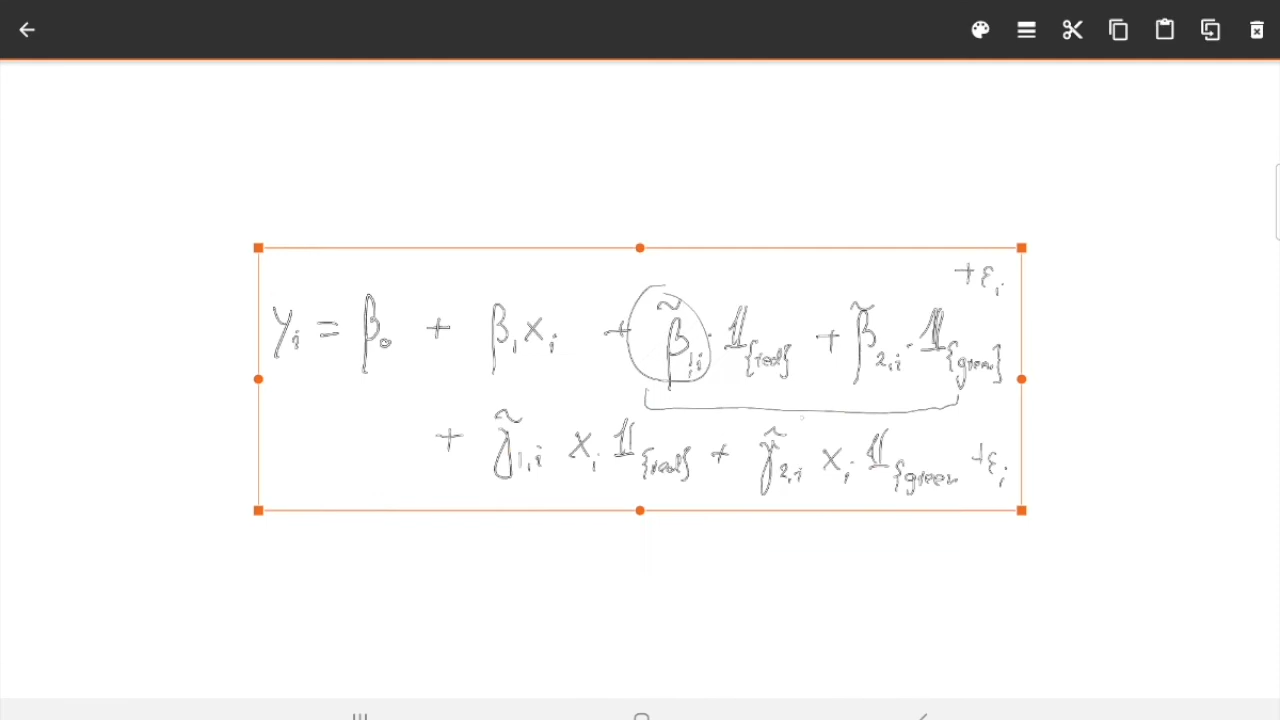 +ε_i
y_i = β_0 + β_1 x_i + β̃_{1,i} · 𝟙_{red} + β̃_{2,i} · 𝟙_{green}
+ γ̃_{1,i} x_i 𝟙_{red} + γ̃_{2,i} x_i 𝟙_{green +ε_i